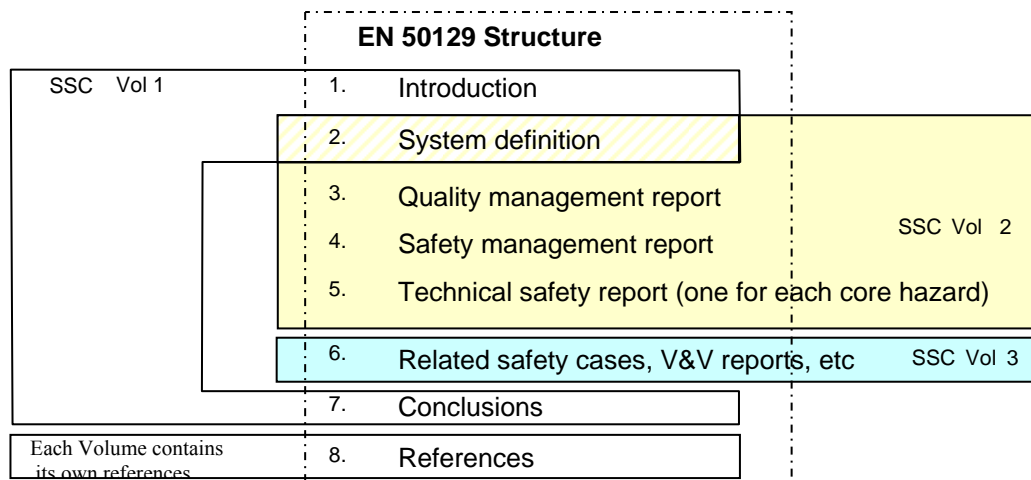 EN 50129 Structure
SSC Vol 1
1. Introduction
2. System definition
3. Quality management report
4. Safety management report
SSC Vol 2
5. Technical safety report (one for each core hazard)
6. Related safety cases, V&V reports, etc
SSC Vol 3
7. Conclusions
Each Volume contains
its own references
8. References